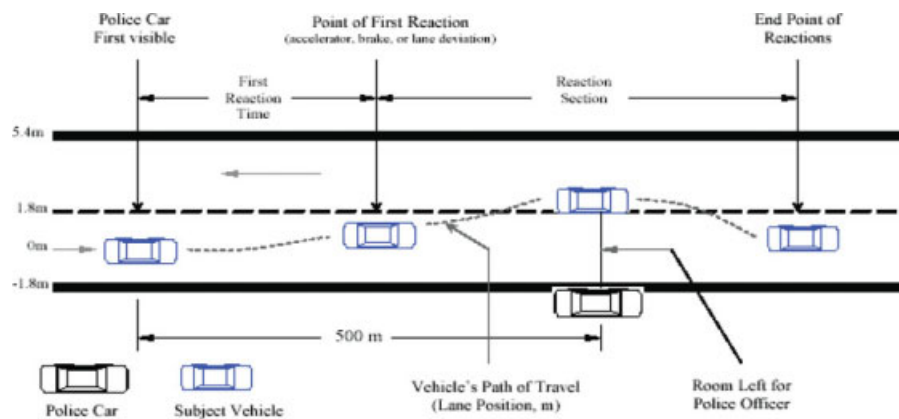 Police Car
First visible
Point of First Reaction
(accelerator, brake, or lane deviation)
End Point of
Reactions
First
Reaction
Time
Reaction
Section
5.4m
1.8m
0m
-1.8m
500 m
Police Car
Subject Vehicle
Vehicle's Path of Travel
(Lane Position, m)
Room Left for
Police Officer